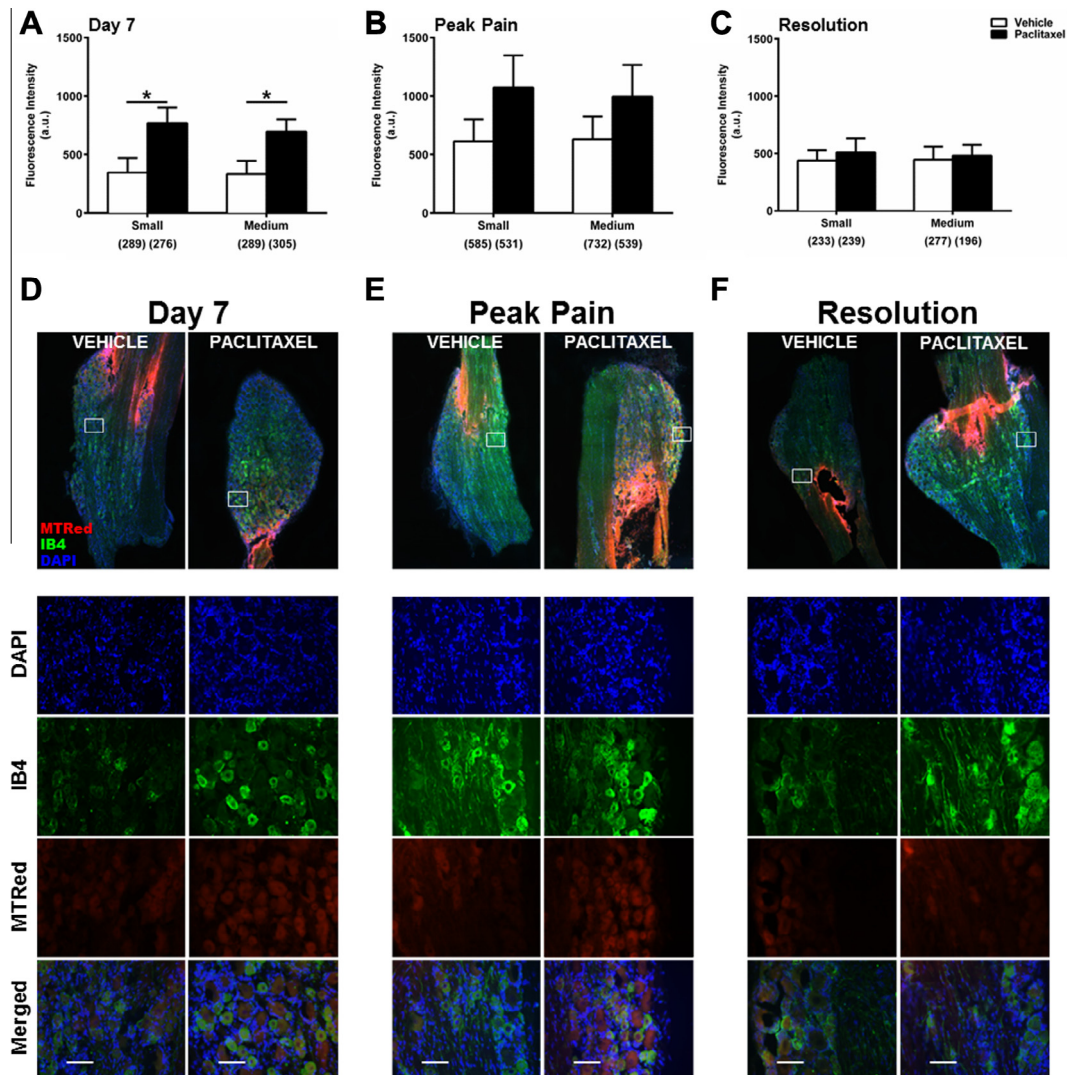 A Day 7
B Peak Pain
C Resolution
Vehicle
Paclitaxel
Fluorescence Intensity
(a.u.)
1500
1000
500
0
*
*
Small
Medium
(289) (276)
(289) (305)
Fluorescence Intensity
(a.u.)
1500
1000
500
0
Small
Medium
(585) (531)
(732) (539)
Fluorescence Intensity
(a.u.)
1500
1000
500
0
Small
Medium
(233) (239)
(277) (196)
D Day 7
E Peak Pain
F Resolution
VEHICLE
PACLITAXEL
VEHICLE
PACLITAXEL
VEHICLE
PACLITAXEL
MTRed
IB4
DAPI
DAPI
IB4
MTRed
Merged